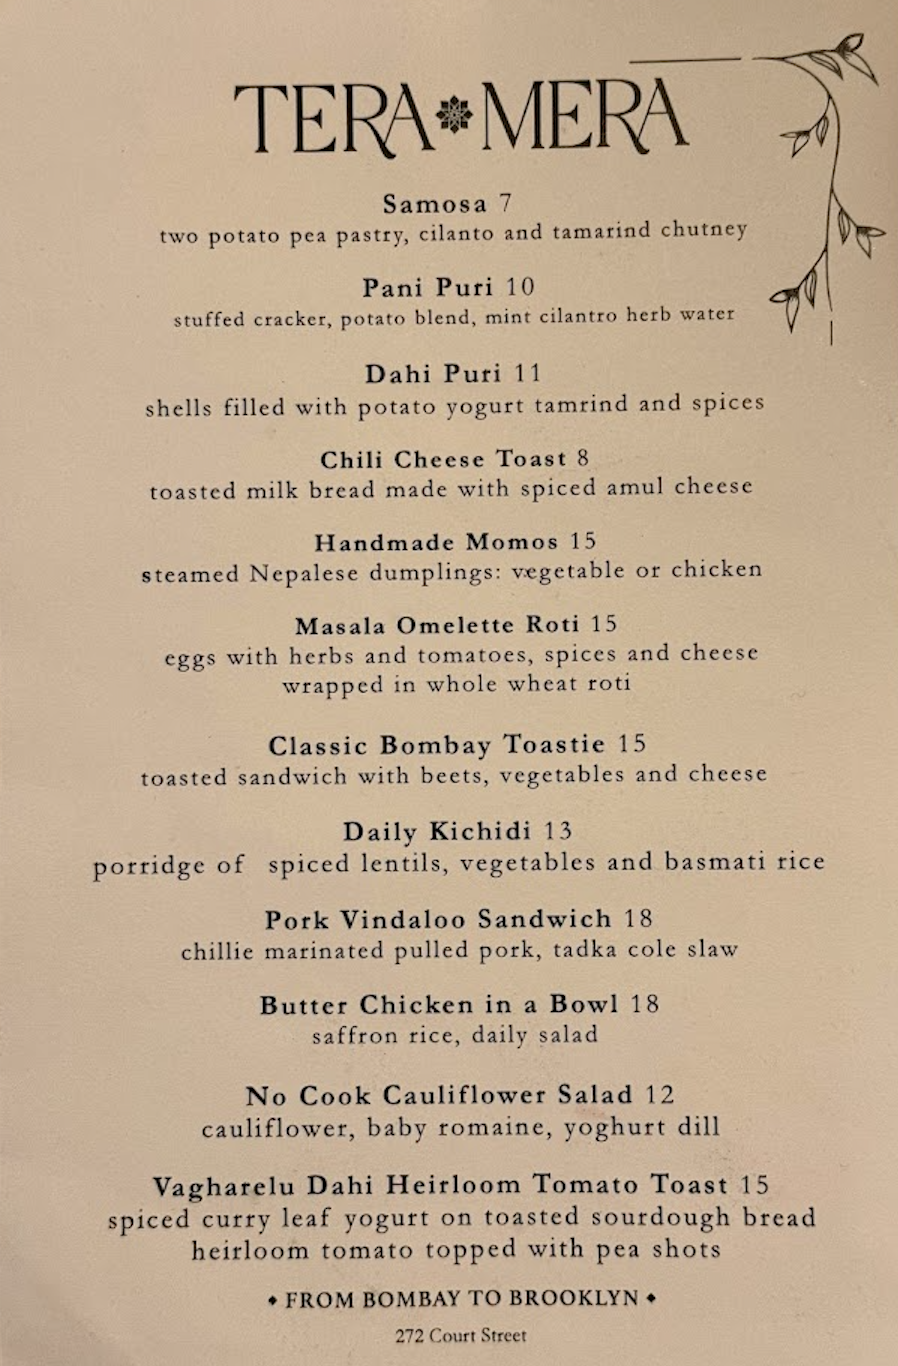 TERA MERA
Samosa 7
two potato pea pastry, cilanto and tamarind chutney
Pani Puri 10
stuffed cracker, potato blend, mint cilantro herb water
Dahi Puri 11
shells filled with potato yogurt tamrind and spices
Chili Cheese Toast 8
toasted milk bread made with spiced amul cheese
Handmade Momos 15
steamed Nepalese dumplings: vegetable or chicken
Masala Omelette Roti 15
eggs with herbs and tomatoes, spices and cheese
wrapped in whole wheat roti
Classic Bombay Toastie 15
toasted sandwich with beets, vegetables and cheese
Daily Kichidi 13
porridge of spiced lentils, vegetables and basmati rice
Pork Vindaloo Sandwich 18
chillie marinated pulled pork, tadka cole slaw
Butter Chicken in a Bowl 18
saffron rice, daily salad
No Cook Cauliflower Salad 12
cauliflower, baby romaine, yoghurt dill
Vagharelu Dahi Heirloom Tomato Toast 15
spiced curry leaf yogurt on toasted sourdough bread
heirloom tomato topped with pea shots
⬥ FROM BOMBAY TO BROOKLYN ⬥
272 Court Street